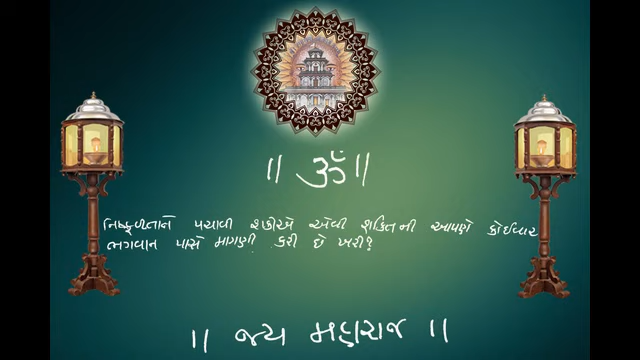 ॥ ૐ ॥
નિષ્ફળતાને પચાવી શકીએ એવી શક્તિની આપણે કોઈવાર
ભગવાન પાસે માગણી કરી છે ખરી?
॥ જય મહારાજ ॥